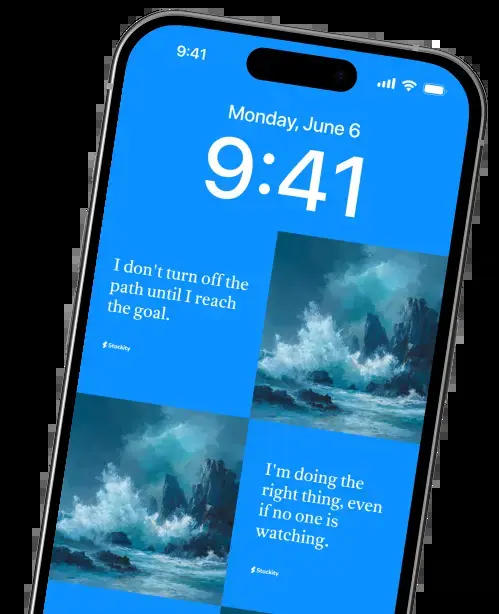 9:41
Monday, June 6
9:41
I don't turn off the
path until I reach
the goal.
Stockity
I'm doing the
right thing, even
if no one is
watching.
Stockity